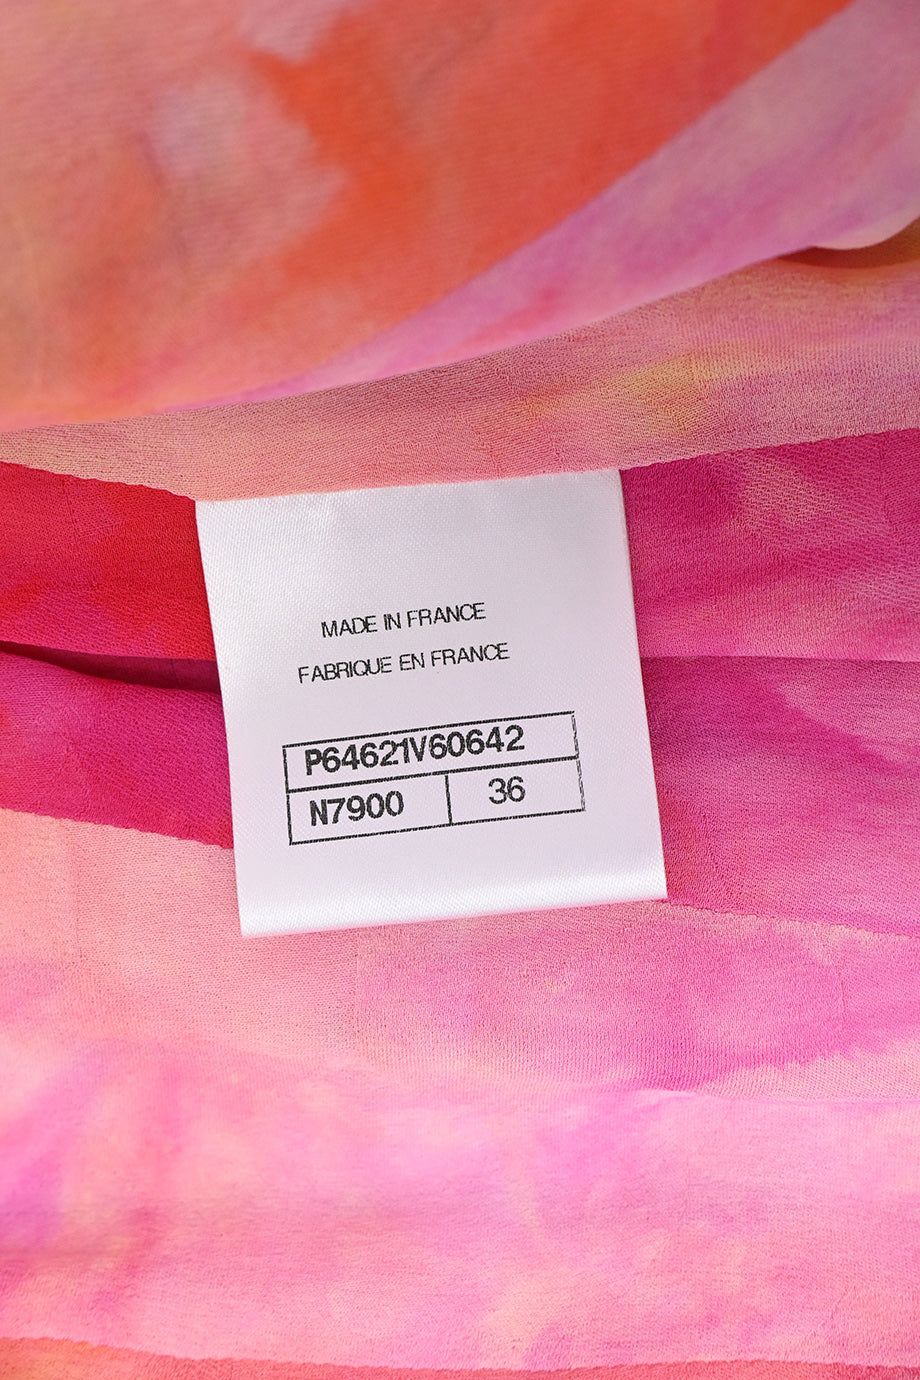 MADE IN FRANCE
FABRIQUE EN FRANCE
P64621V60642
N7900 36